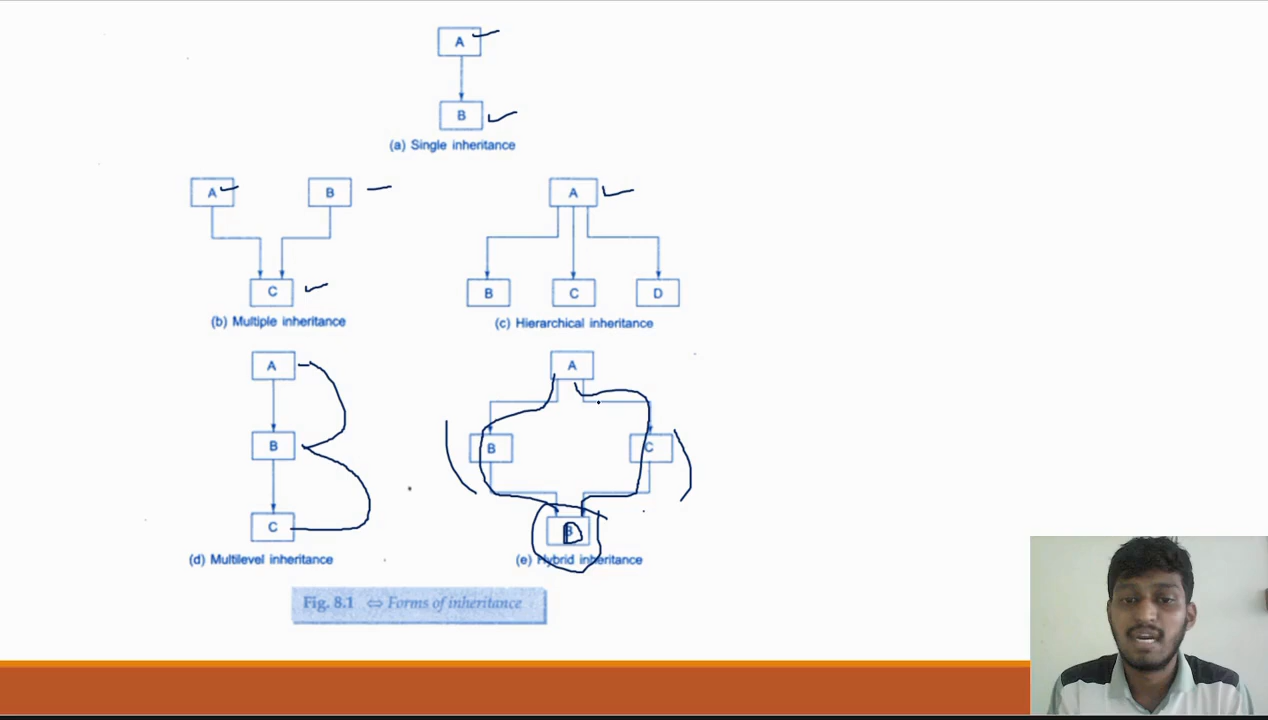 A
B
(a) Single inheritance
A B
C
(b) Multiple inheritance
A
B C D
(c) Hierarchical inheritance
A
B
C
(d) Multilevel inheritance
A
B C
D
(e) Hybrid inheritance
Fig. 8.1 ⇔ Forms of inheritance